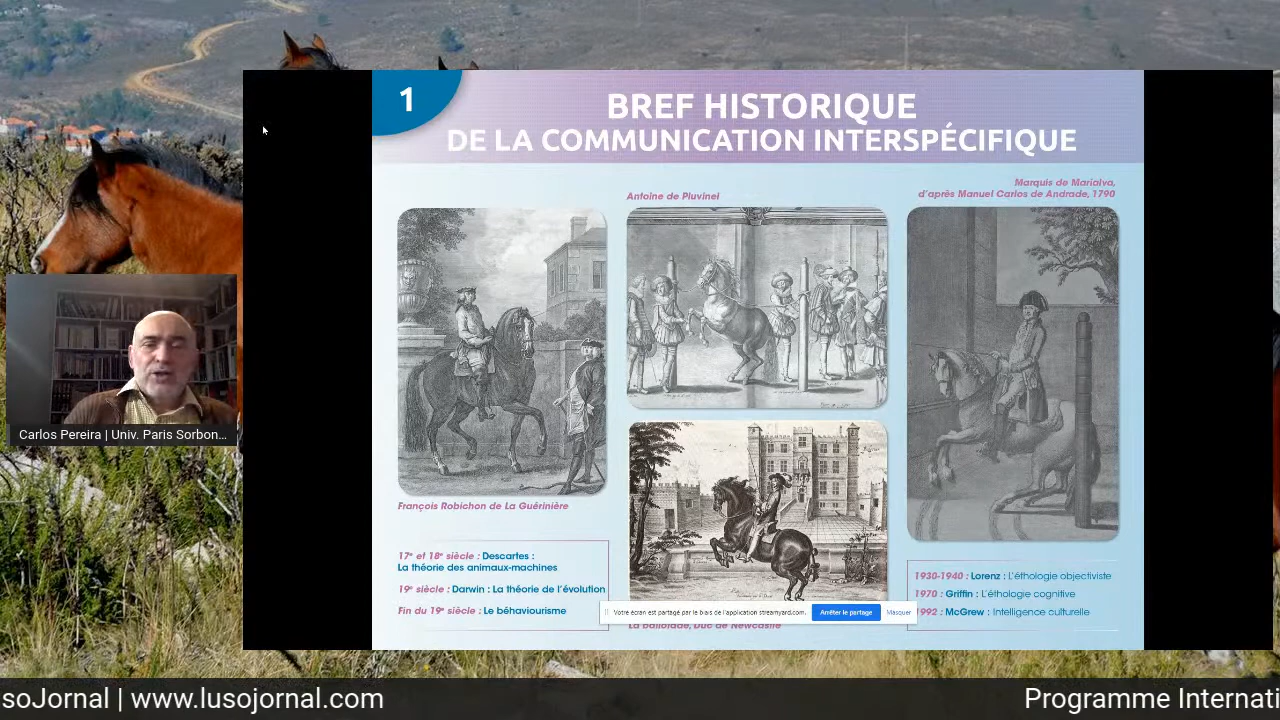 1
BREF HISTORIQUE
DE LA COMMUNICATION INTERSPÉCIFIQUE
Antoine de Pluvinel
Marquis de Marialva,
d'après Manuel Carlos de Andrade, 1790
François Robichon de La Guérinière
17e et 18e siècle : Descartes :
La théorie des animaux-machines
19e siècle : Darwin : La théorie de l'évolution
Fin du 19e siècle : Le béhaviourisme
La ballotade, Duc de Newcastle
1930-1940 : Lorenz : L'éthologie objectiviste
1970 : Griffin : L'éthologie cognitive
1992 : McGrew : Intelligence culturelle
Votre écran est partagé par le biais de l'application streamyard.com.
Arrêter le partage
Masquer
Carlos Pereira | Univ. Paris Sorbon...
soJornal | www.lusojornal.com
Programme Internati